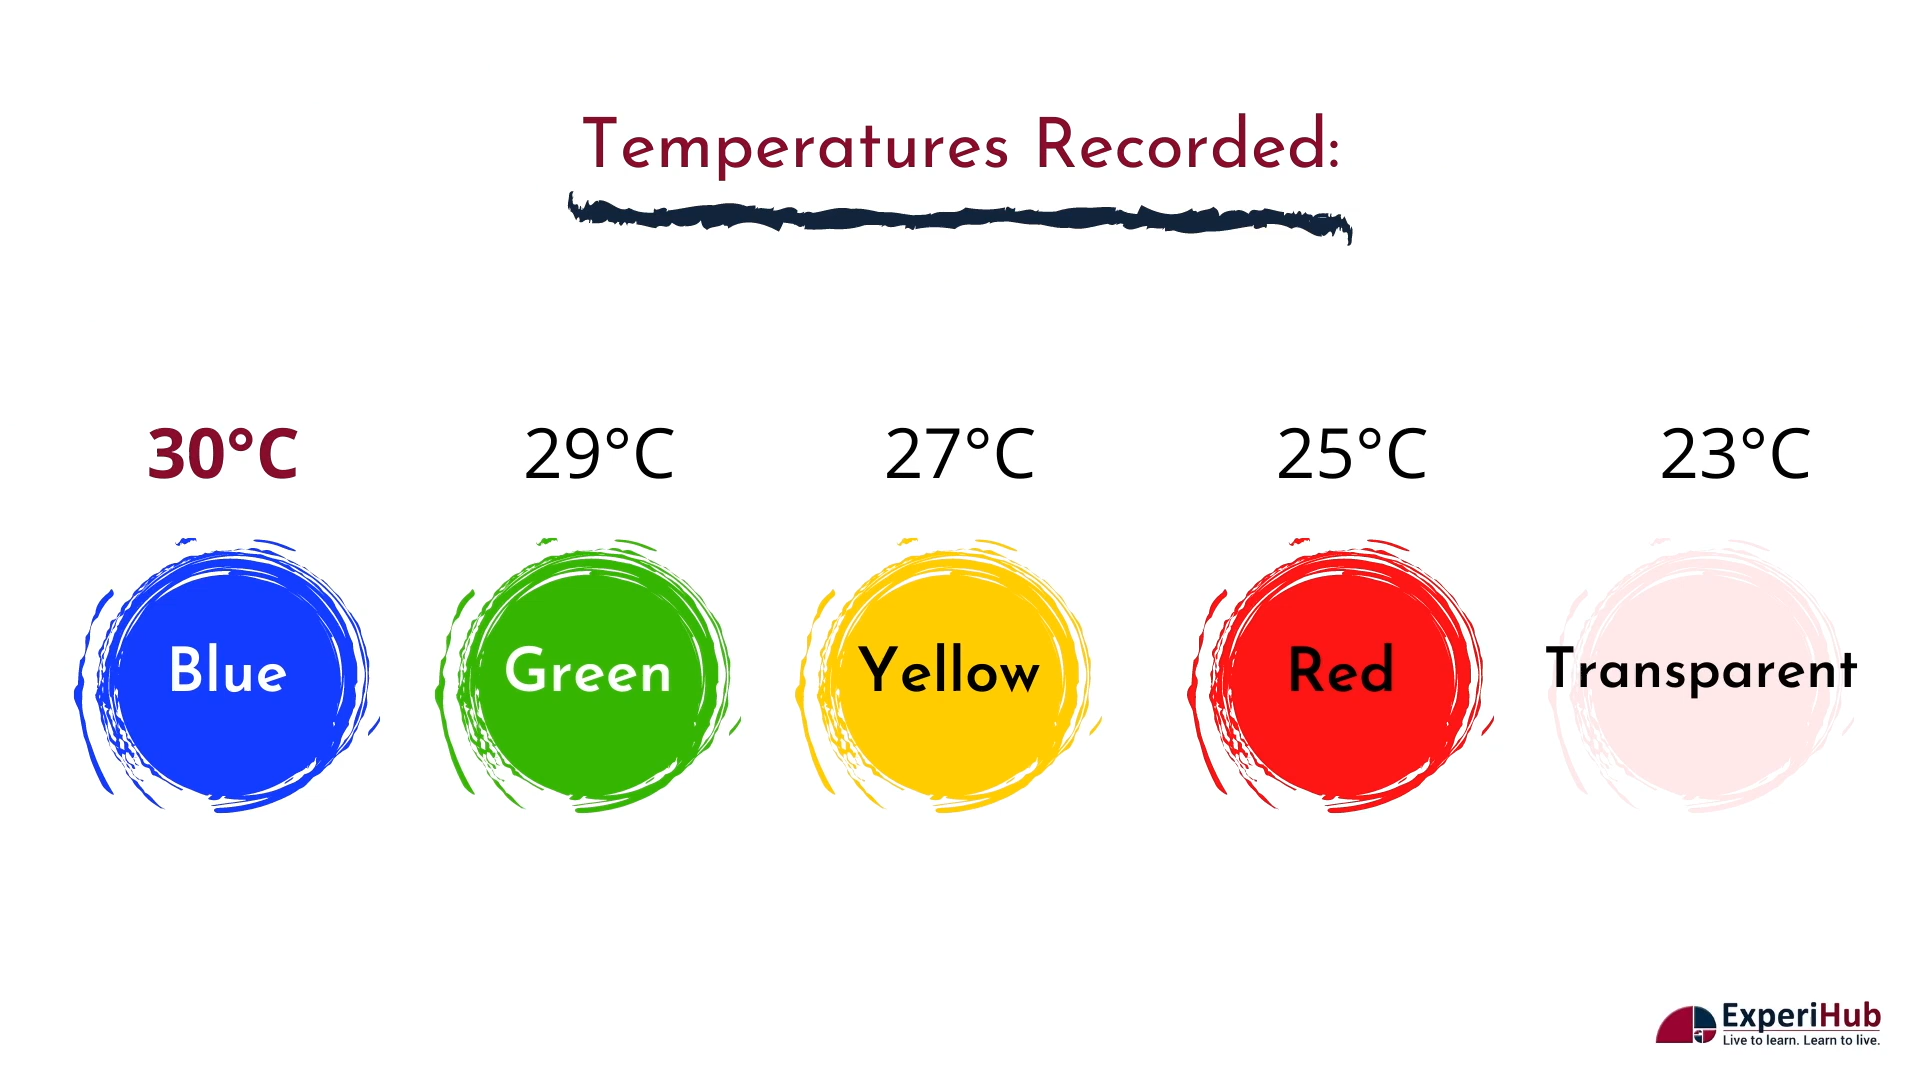 Temperatures Recorded:
30°C 29°C 27°C 25°C 23°C
Blue Green Yellow Red Transparent
ExperiHub
Live to learn. Learn to live.